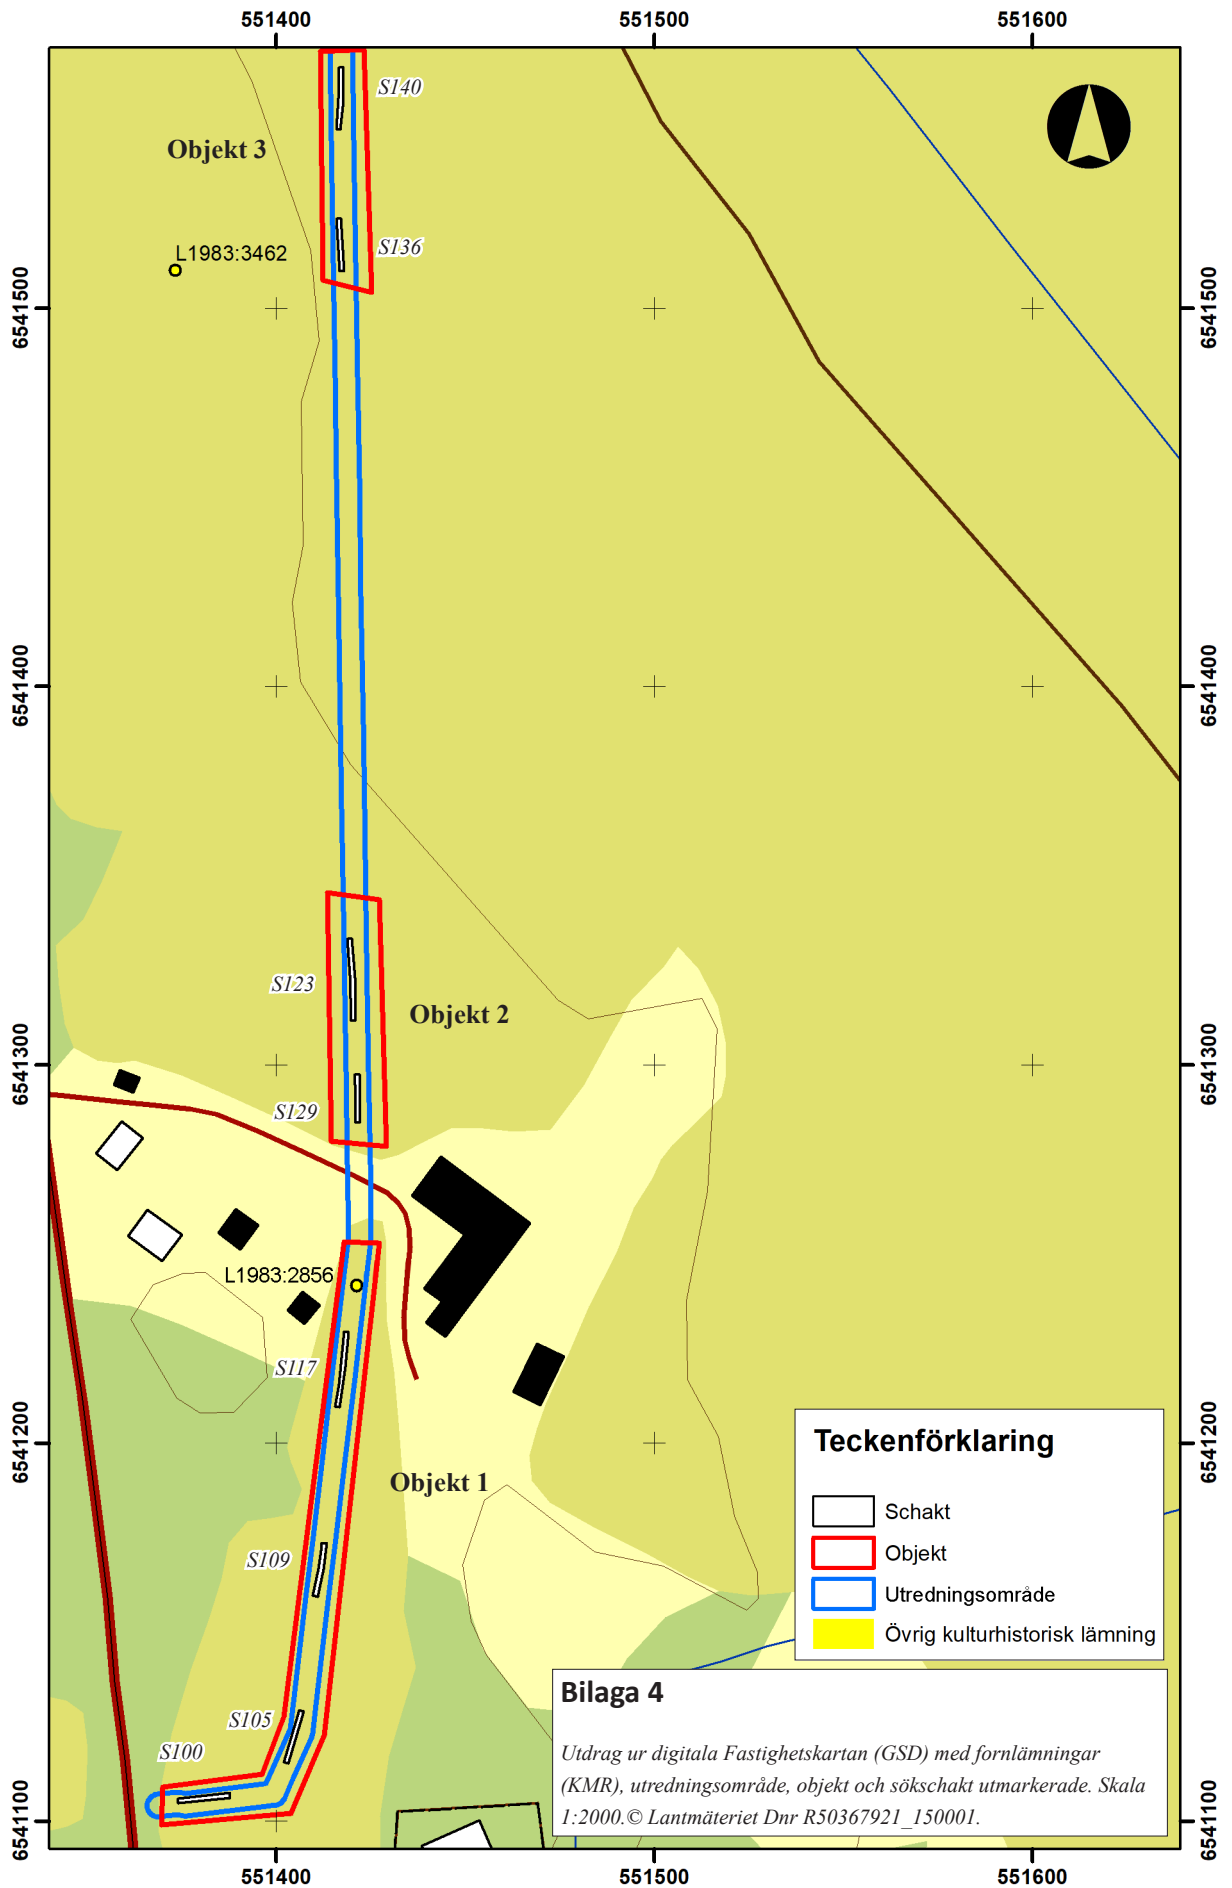 551400
551500
551600
S140
Objekt 3
S136
L1983:3462
6541500
6541500
6541400
6541400
S123
Objekt 2
6541300
6541300
S129
L1983:2856
S117
6541200
6541200
Objekt 1
S109
S105
S100
6541100
6541100
Teckenförklaring
Schakt
Objekt
Utredningsområde
Övrig kulturhistorisk lämning
Bilaga 4
Utdrag ur digitala Fastighetskartan (GSD) med fornlämningar
(KMR), utredningsområde, objekt och sökschakt utmarkerade. Skala
1:2000.© Lantmäteriet Dnr R50367921_150001.
551400
551500
551600